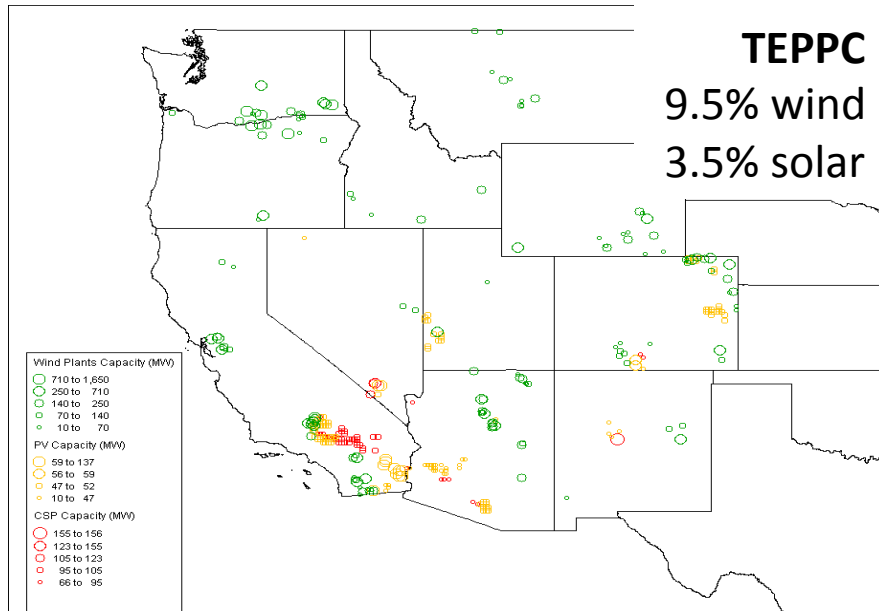 TEPPC
9.5% wind
3.5% solar
Wind Plants Capacity (MW)
710 to 1,650
250 to 710
140 to 250
70 to 140
10 to 70
PV Capacity (MW)
59 to 137
56 to 59
47 to 52
10 to 47
CSP Capacity (MW)
155 to 156
123 to 155
105 to 123
95 to 105
66 to 95